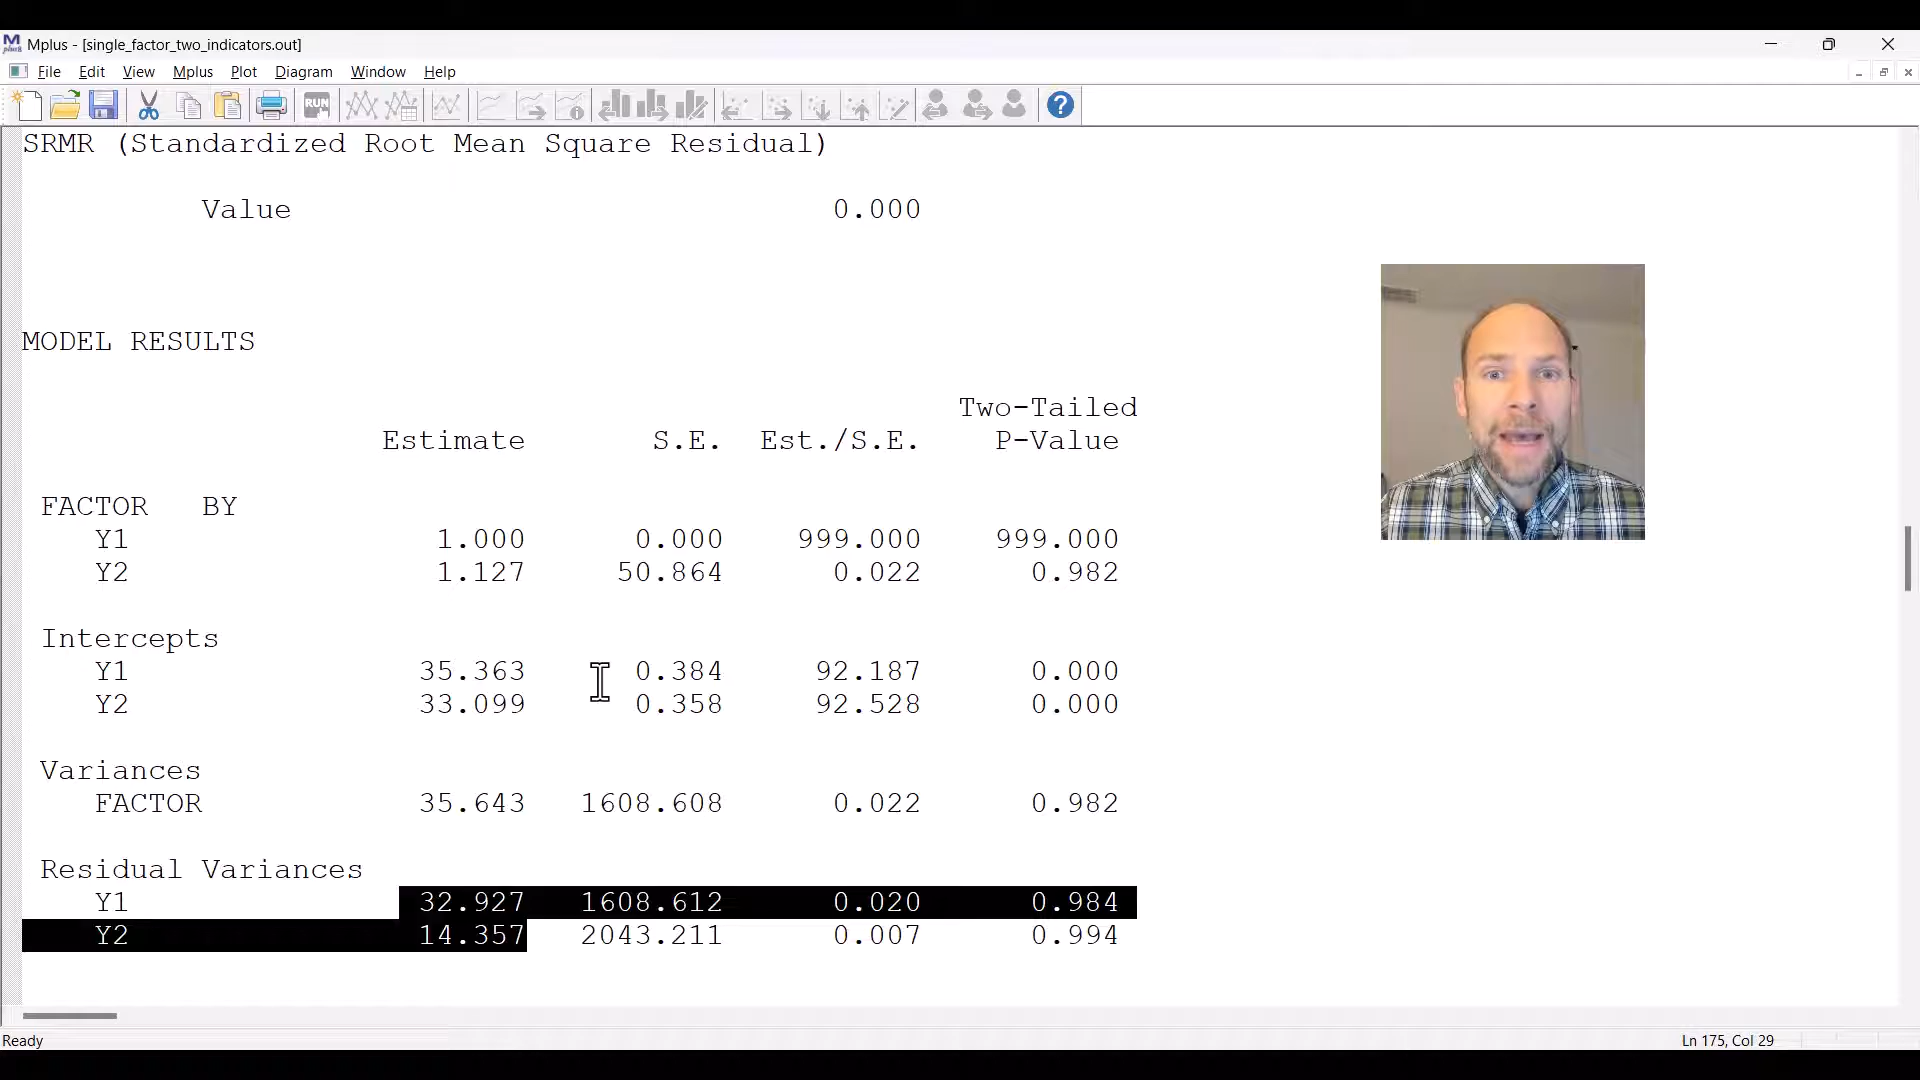 Mplus - [single_factor_two_indicators.out]
File Edit View Mplus Plot Diagram Window Help
RUN
SRMR (Standardized Root Mean Square Residual)
Value 0.000
MODEL RESULTS
Two-Tailed
Estimate S.E. Est./S.E. P-Value
FACTOR BY
Y1 1.000 0.000 999.000 999.000
Y2 1.127 50.864 0.022 0.982
Intercepts
Y1 35.363 0.384 92.187 0.000
Y2 33.099 0.358 92.528 0.000
Variances
FACTOR 35.643 1608.608 0.022 0.982
Residual Variances
Y1 32.927 1608.612 0.020 0.984
Y2 14.357 2043.211 0.007 0.994
Ready Ln 175, Col 29